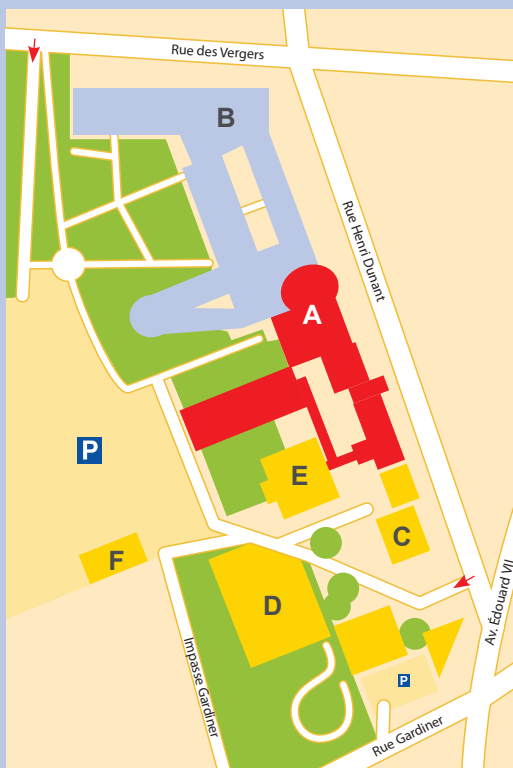 Rue des Vergers
B
Rue Henri Dunant
A
P
E
C
F
Av. Édouard VII
D
Impasse Gardiner
P
Rue Gardiner